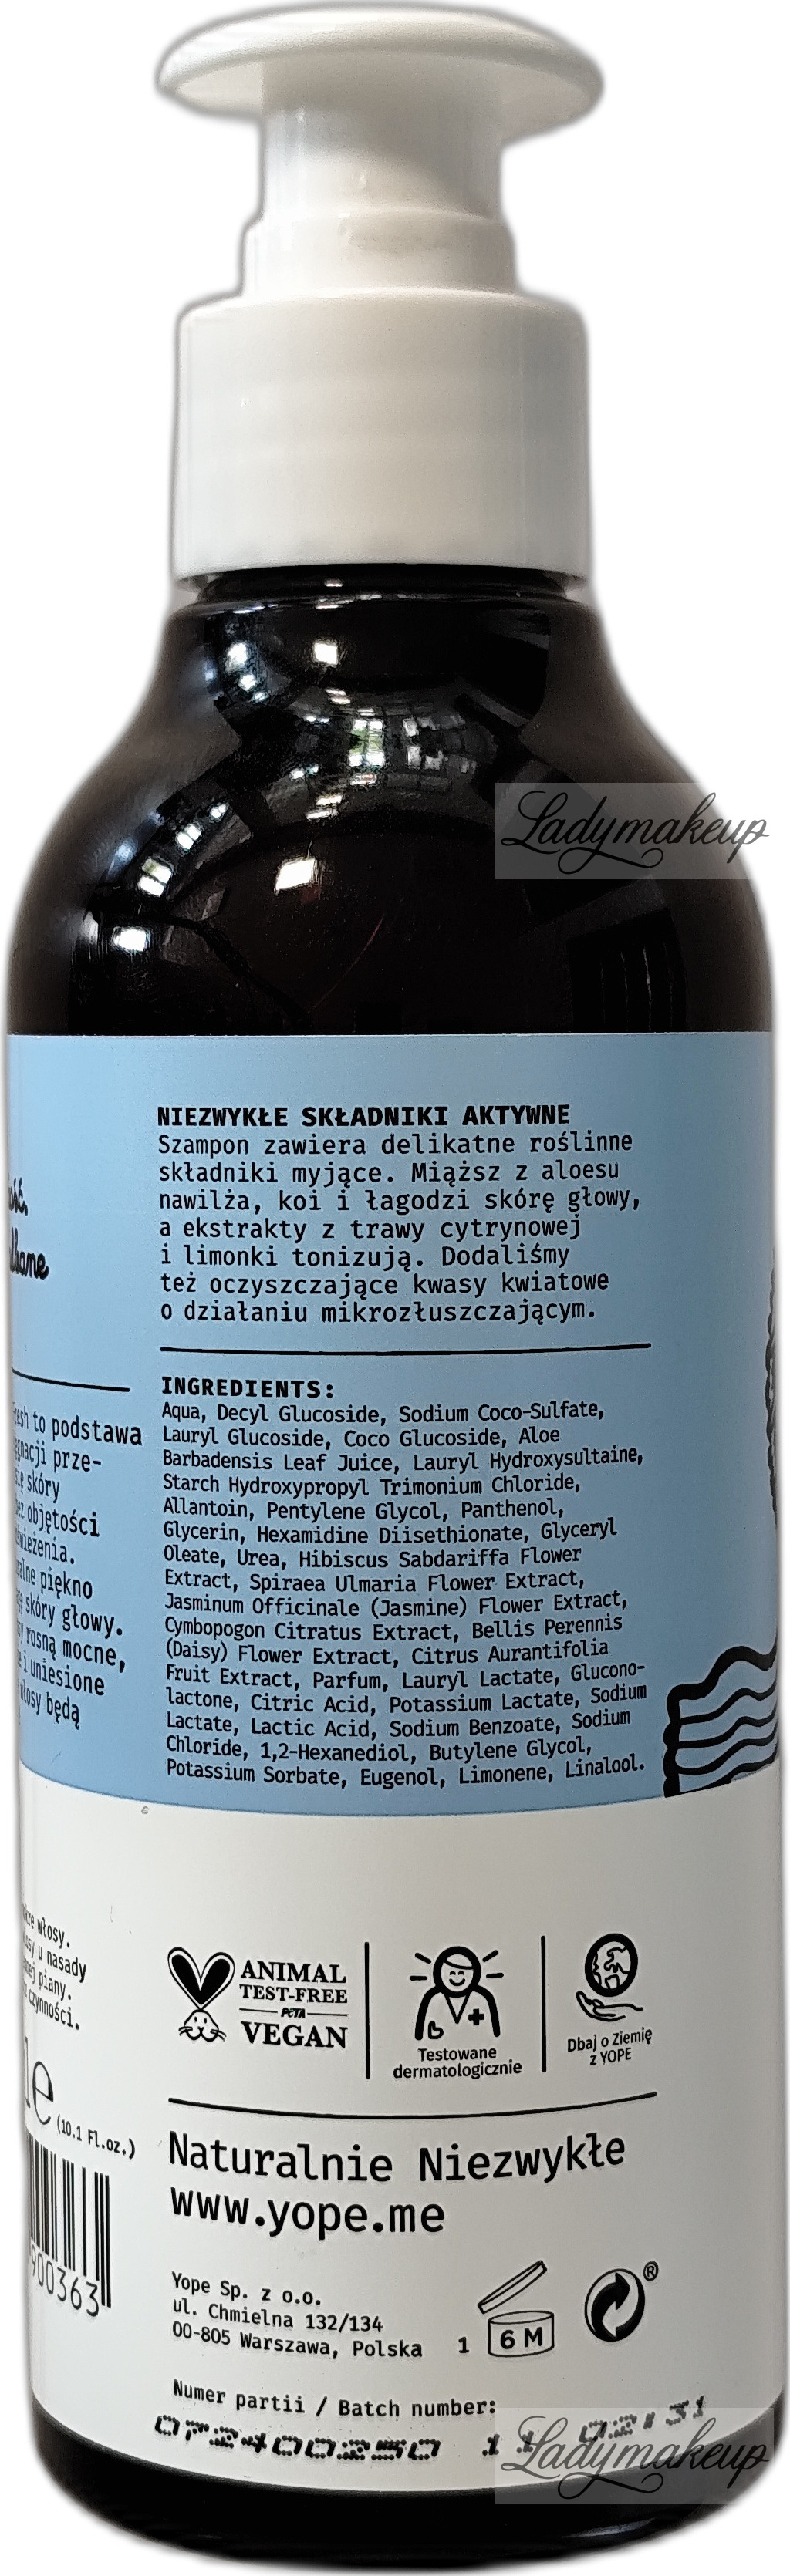 Ladymakeup
NIEZWYKŁE SKŁADNIKI AKTYWNE
Szampon zawiera delikatne roślinne
składniki myjące. Miąższ z aloesu
nawilża, koi i łagodzi skórę głowy,
a ekstrakty z trawy cytrynowej
i limonki tonizują. Dodaliśmy
też oczyszczające kwasy kwiatowe
o działaniu mikrozłuszczającym.
INGREDIENTS:
Aqua, Decyl Glucoside, Sodium Coco-Sulfate,
Lauryl Glucoside, Coco Glucoside, Aloe
Barbadensis Leaf Juice, Lauryl Hydroxysultaine,
Starch Hydroxypropyl Trimonium Chloride,
Allantoin, Pentylene Glycol, Panthenol,
Glycerin, Hexamidine Diisethionate, Glyceryl
Oleate, Urea, Hibiscus Sabdariffa Flower
Extract, Spiraea Ulmaria Flower Extract,
Jasminum Officinale (Jasmine) Flower Extract,
Cymbopogon Citratus Extract, Bellis Perennis
(Daisy) Flower Extract, Citrus Aurantifolia
Fruit Extract, Parfum, Lauryl Lactate, Glucono-
lactone, Citric Acid, Potassium Lactate, Sodium
Lactate, Lactic Acid, Sodium Benzoate, Sodium
Chloride, 1,2-Hexanediol, Butylene Glycol,
Potassium Sorbate, Eugenol, Limonene, Linalool.
to podstawa
prze-
skóry
objętości
piękno
skóry głowy.
rosną mocne,
i uniesione
będą
włosy.
u nasady
piany.
czynności.
e (10.1 Fl.oz.)
900363
ANIMAL
TEST-FREE
PETA
VEGAN
Testowane
dermatologicznie
Dbaj o Ziemię
z YOPE
Naturalnie Niezwykłe
www.yope.me
Yope Sp. z o.o.
ul. Chmielna 132/134
00-805 Warszawa, Polska
1 6 M
®
Numer partii / Batch number:
072400250 11 02131
Ladymakeup